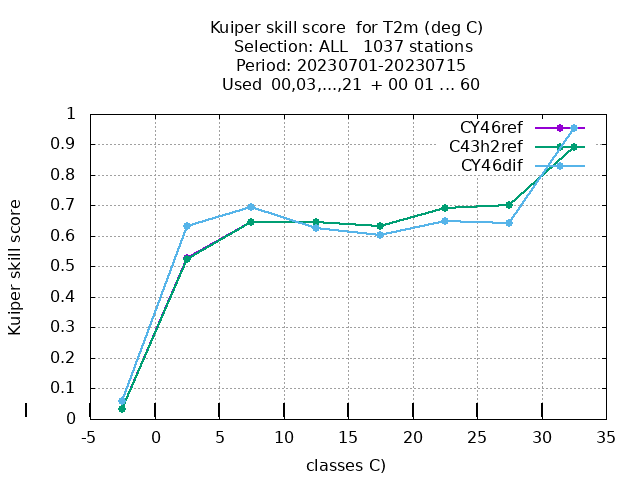 Kuiper skill score  for T2m (deg C)
Selection: ALL   1037 stations
Period: 20230701-20230715
Used  00,03,...,21  + 00 01 ... 60
CY46ref
C43h2ref
CY46dif
Kuiper skill score
1
0.9
0.8
0.7
0.6
0.5
0.4
0.3
0.2
0.1
0
-5
0
5
10
15
20
25
30
35
classes C)